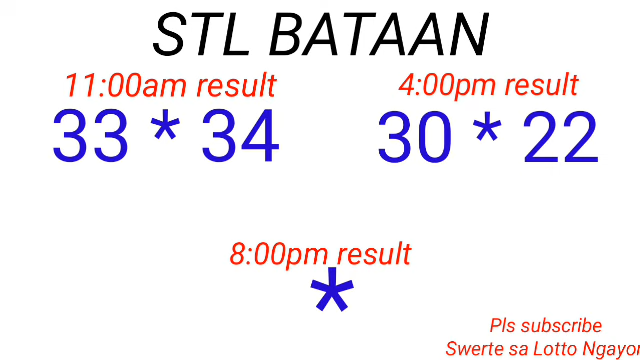 STL BATAAN
11:00am result
33 * 34
4:00pm result
30 * 22
8:00pm result
*
Pls subscribe
Swerte sa Lotto Ngayon